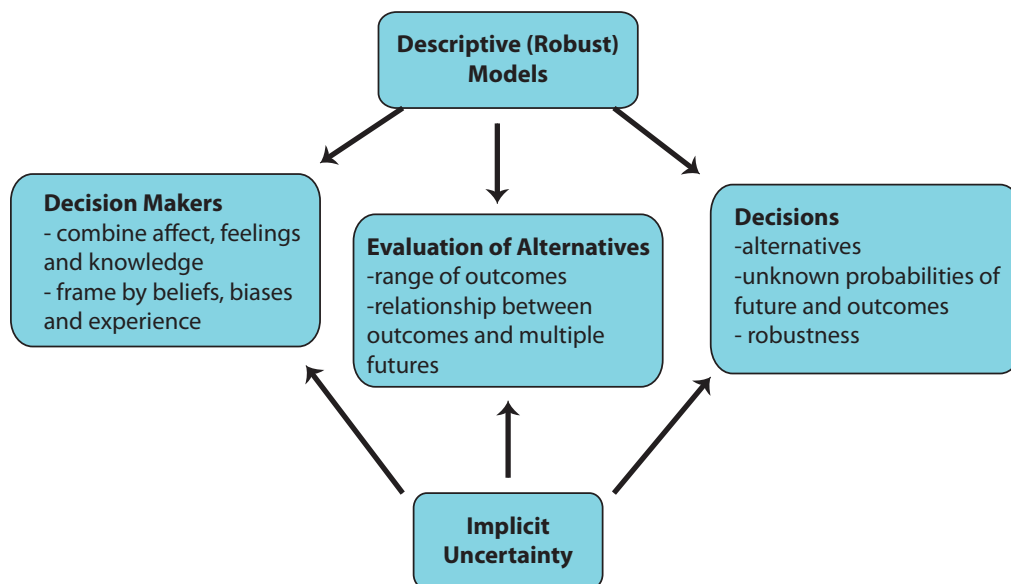 Descriptive (Robust)
Models
Decision Makers
- combine affect, feelings
and knowledge
- frame by beliefs, biases
and experience
Evaluation of Alternatives
-range of outcomes
-relationship between
outcomes and multiple
futures
Decisions
-alternatives
-unknown probabilities of
future and outcomes
- robustness
Implicit
Uncertainty